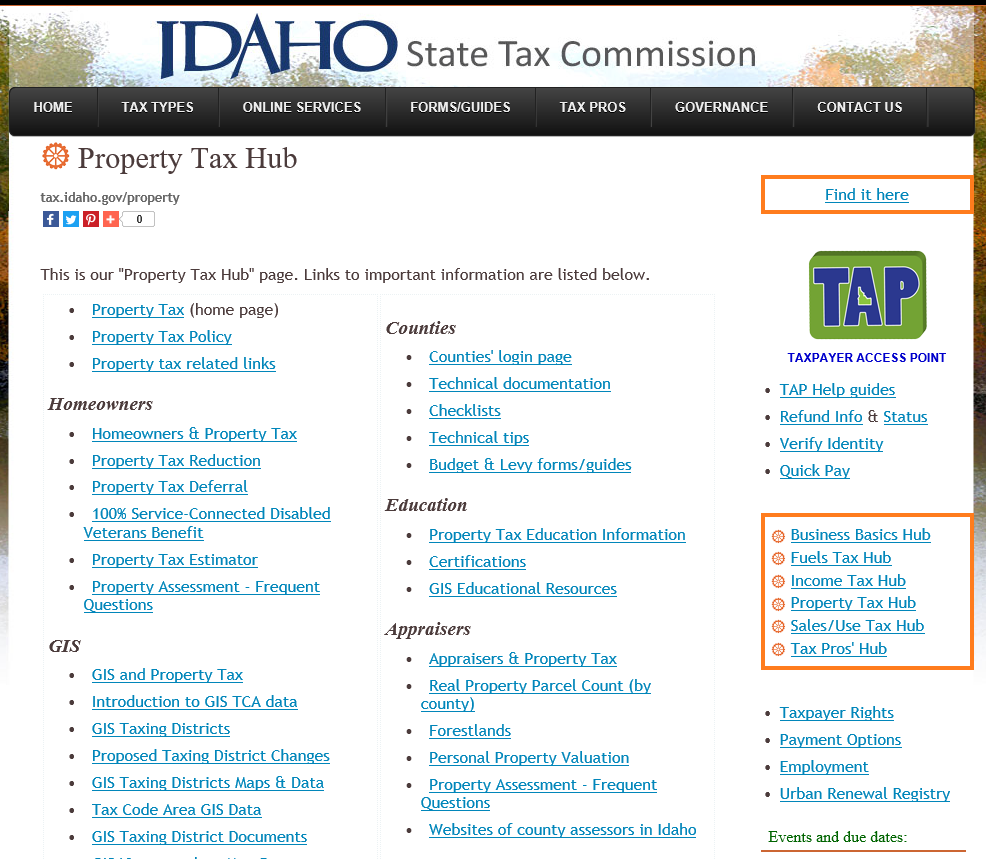 IDAHO State Tax Commission
HOME TAX TYPES ONLINE SERVICES FORMS/GUIDES TAX PROS GOVERNANCE CONTACT US
Property Tax Hub
tax.idaho.gov/property
0
This is our "Property Tax Hub" page. Links to important information are listed below.
Property Tax (home page)
Property Tax Policy
Property tax related links
Homeowners
Homeowners & Property Tax
Property Tax Reduction
Property Tax Deferral
100% Service-Connected Disabled
Veterans Benefit
Property Tax Estimator
Property Assessment - Frequent
Questions
GIS
GIS and Property Tax
Introduction to GIS TCA data
GIS Taxing Districts
Proposed Taxing District Changes
GIS Taxing Districts Maps & Data
Tax Code Area GIS Data
GIS Taxing District Documents
Counties
Counties' login page
Technical documentation
Checklists
Technical tips
Budget & Levy forms/guides
Education
Property Tax Education Information
Certifications
GIS Educational Resources
Appraisers
Appraisers & Property Tax
Real Property Parcel Count (by
county)
Forestlands
Personal Property Valuation
Property Assessment - Frequent
Questions
Websites of county assessors in Idaho
Find it here
TAP
TAXPAYER ACCESS POINT
TAP Help guides
Refund Info & Status
Verify Identity
Quick Pay
Business Basics Hub
Fuels Tax Hub
Income Tax Hub
Property Tax Hub
Sales/Use Tax Hub
Tax Pros' Hub
Taxpayer Rights
Payment Options
Employment
Urban Renewal Registry
Events and due dates: